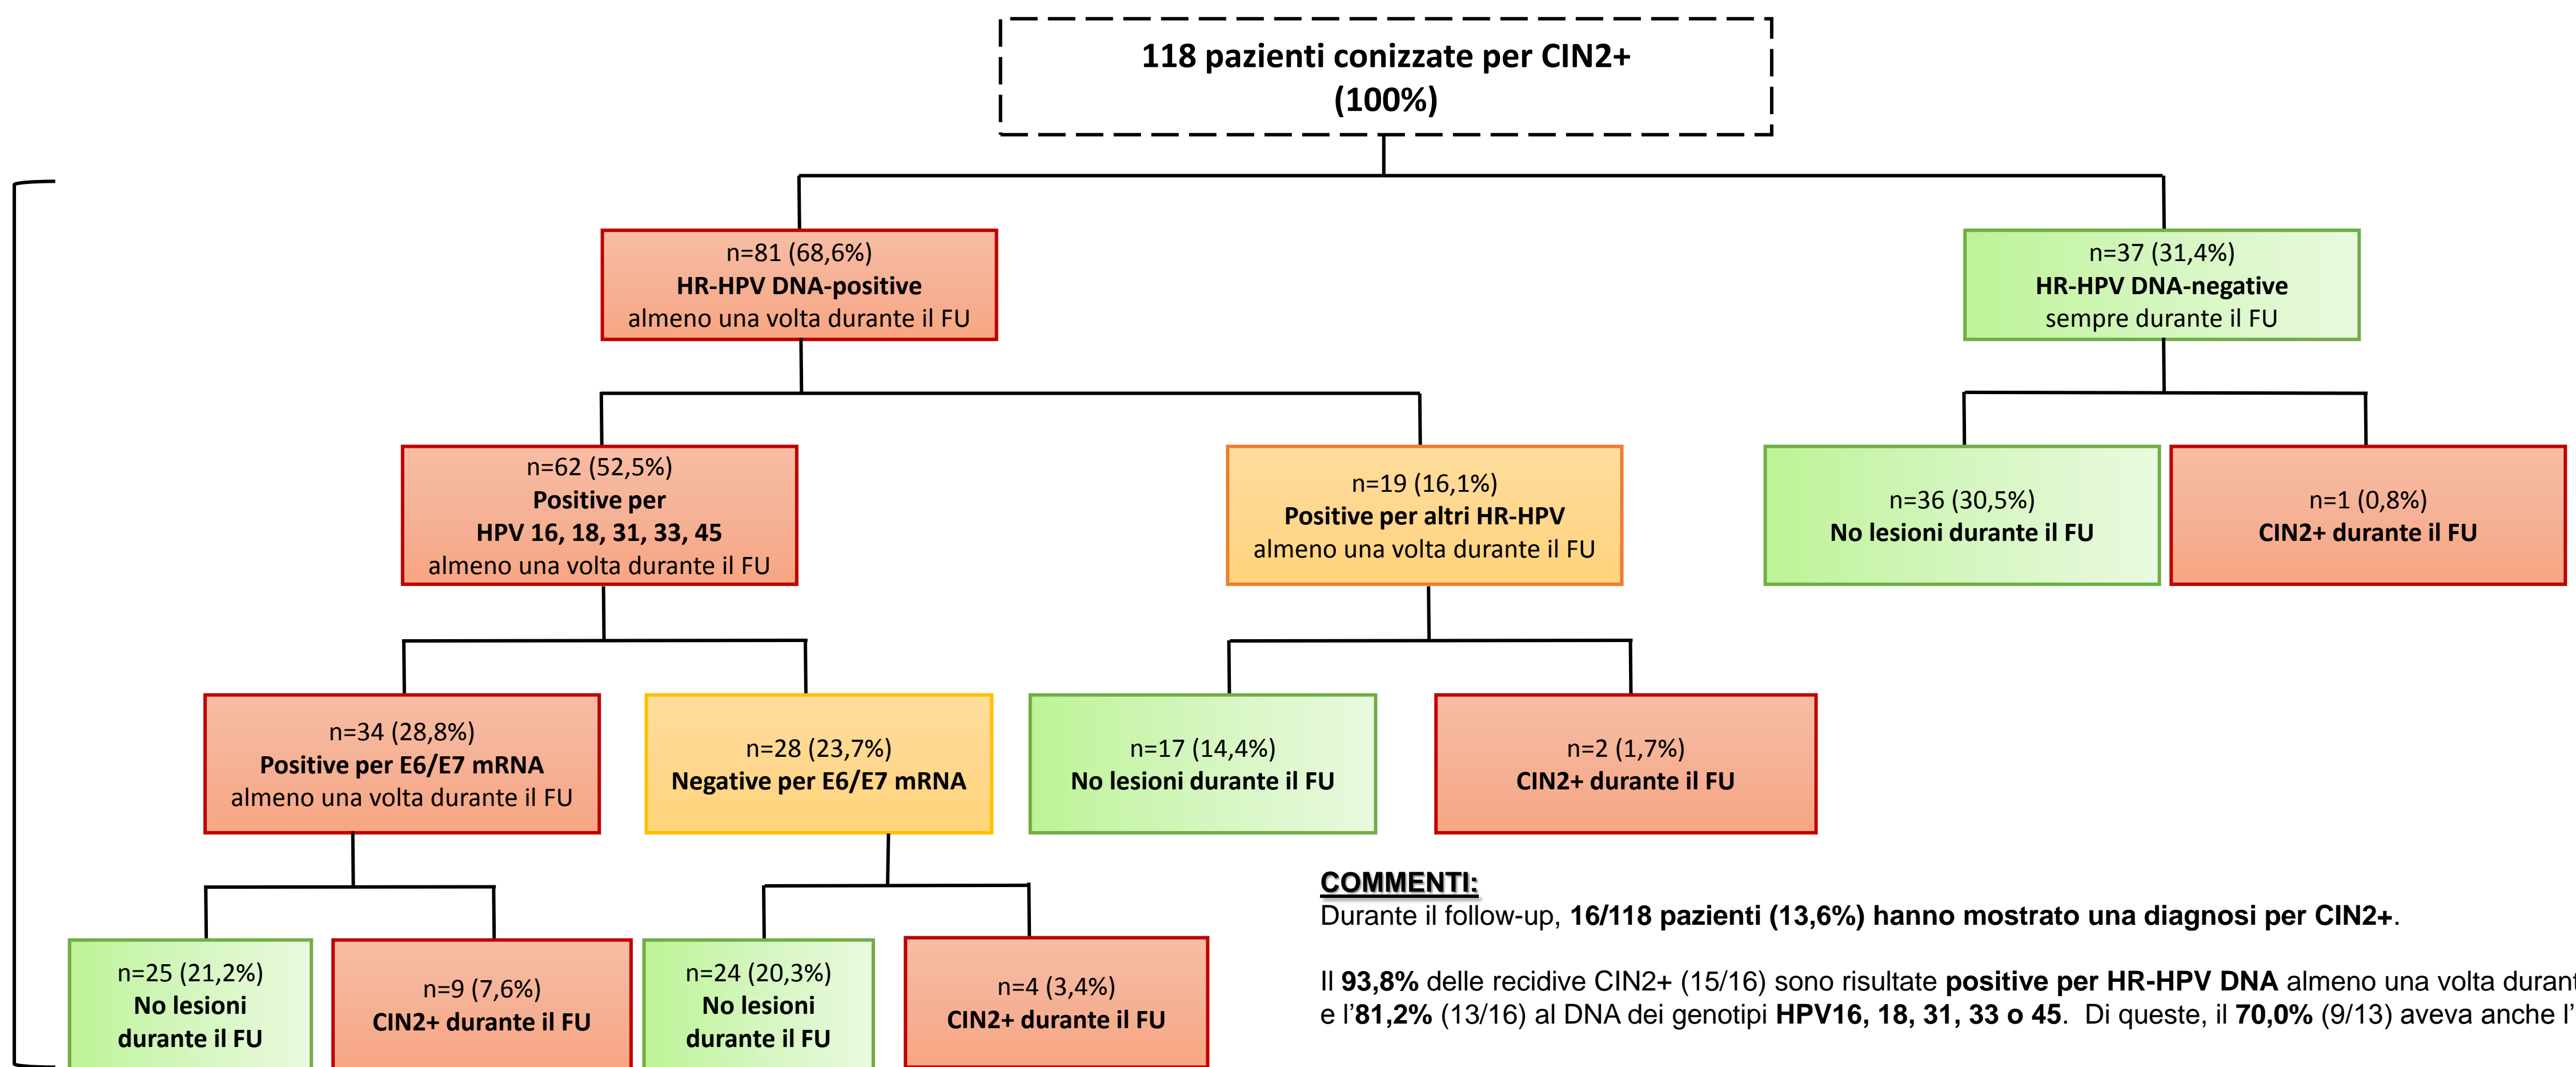 118 pazienti conizzate per CIN2+
(100%)
n=81 (68,6%)
HR-HPV DNA-positive
almeno una volta durante il FU
n=37 (31,4%)
HR-HPV DNA-negative
sempre durante il FU
n=62 (52,5%)
Positive per
HPV 16, 18, 31, 33, 45
almeno una volta durante il FU
n=19 (16,1%)
Positive per altri HR-HPV
almeno una volta durante il FU
n=36 (30,5%)
No lesioni durante il FU
n=1 (0,8%)
CIN2+ durante il FU
n=34 (28,8%)
Positive per E6/E7 mRNA
almeno una volta durante il FU
n=28 (23,7%)
Negative per E6/E7 mRNA
n=17 (14,4%)
No lesioni durante il FU
n=2 (1,7%)
CIN2+ durante il FU
n=25 (21,2%)
No lesioni
durante il FU
n=9 (7,6%)
CIN2+ durante il FU
n=24 (20,3%)
No lesioni
durante il FU
n=4 (3,4%)
CIN2+ durante il FU
COMMENTI:
Durante il follow-up, 16/118 pazienti (13,6%) hanno mostrato una diagnosi per CIN2+.
Il 93,8% delle recidive CIN2+ (15/16) sono risultate positive per HR-HPV DNA almeno una volta durant
e l'81,2% (13/16) al DNA dei genotipi HPV16, 18, 31, 33 o 45. Di queste, il 70,0% (9/13) aveva anche l'